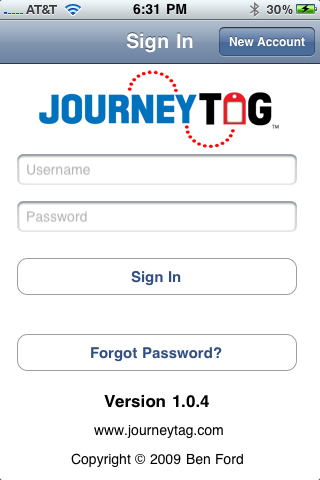 AT&T 6:31 PM 30%
Sign In New Account
JOURNEYTAG™
Username
Password
Sign In
Forgot Password?
Version 1.0.4
www.journeytag.com
Copyright © 2009 Ben Ford